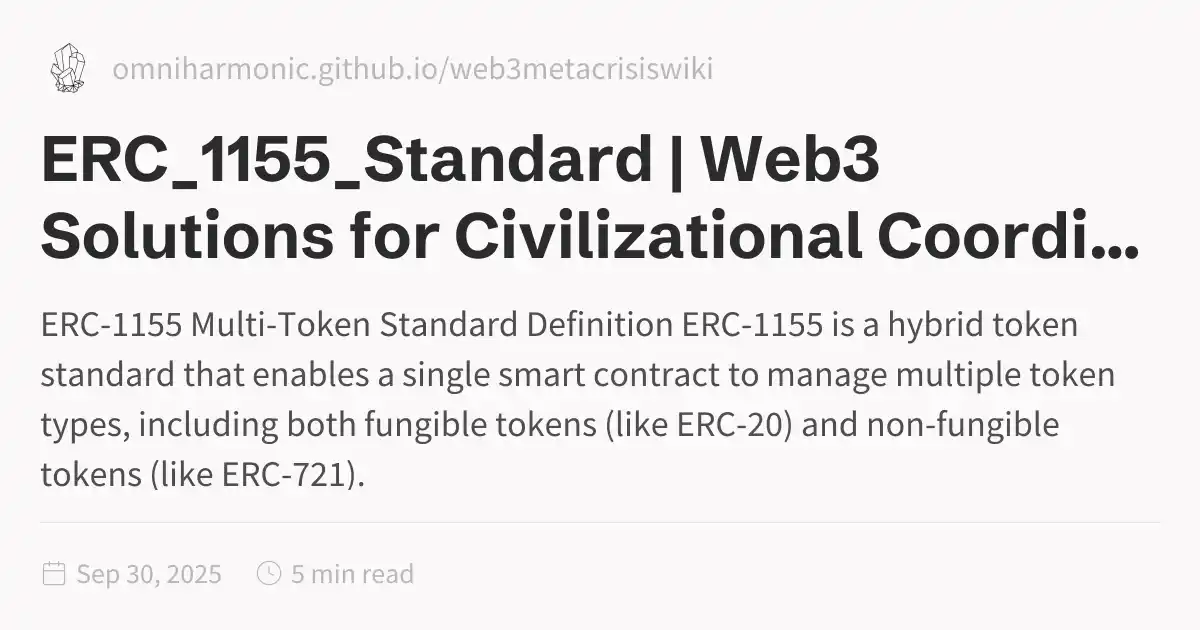 omniharmonic.github.io/web3metacrisiswiki
ERC_1155_Standard | Web3
Solutions for Civilizational Coordi...
ERC-1155 Multi-Token Standard Definition ERC-1155 is a hybrid token
standard that enables a single smart contract to manage multiple token
types, including both fungible tokens (like ERC-20) and non-fungible
tokens (like ERC-721).
Sep 30, 2025 5 min read